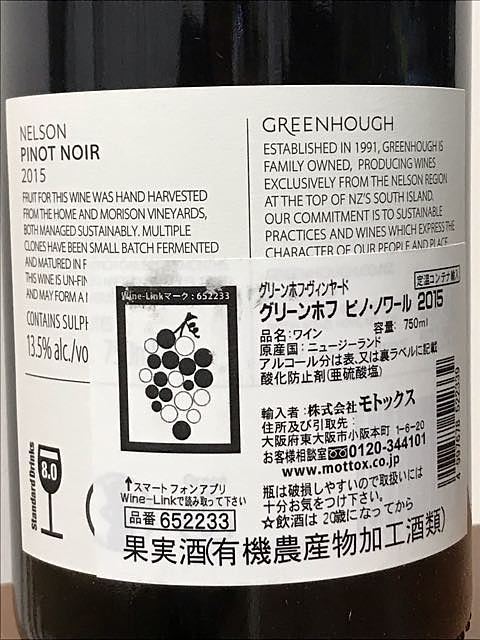 NELSON
PINOT NOIR
2015
FRUIT FOR THIS WINE WAS HAND HARVESTED
FROM THE HOME AND MORISON VINEYARDS,
BOTH MANAGED SUSTAINABLY. MULTIPLE
CLONES HAVE BEEN SMALL BATCH FERMENTED
AND MATURED IN F
THIS WINE IS UN-FIN
AND MAY FORM A
CONTAINS SULPH
13.5% alc./vo
Standard Drinks
8.0
GREENHOUGH
ESTABLISHED IN 1991, GREENHOUGH IS
FAMILY OWNED, PRODUCING WINES
EXCLUSIVELY FROM THE NELSON REGION
AT THE TOP OF NZ'S SOUTH ISLAND.
OUR COMMITMENT IS TO SUSTAINABLE
PRACTICES AND WINES WHICH EXPRESS THE
CHARACTER OF OUR PEOPLE AND PLACE
Wine-Linkマーク:652233
↑スマートフォンアプリ
Wine-Linkで読み取って下さい
品番 652233
グリーンホフ・ヴィンヤード
定温コンテナ輸入
グリーンホフ ピノ・ノワール 2015
品名:ワイン 容量:750ml
原産国:ニュージーランド
アルコール分は表、又は裏ラベルに記載
酸化防止剤(亜硫酸塩)
輸入者:株式会社モトックス
住所及び引取先:
大阪府東大阪市小阪本町 1-6-20
お客様相談室 0120-344101
www.mottox.co.jp
瓶は破損しやすいので取扱いには
十分お気をつけ下さい。
☆飲酒は 20歳になってから
果実酒(有機農産物加工酒類)